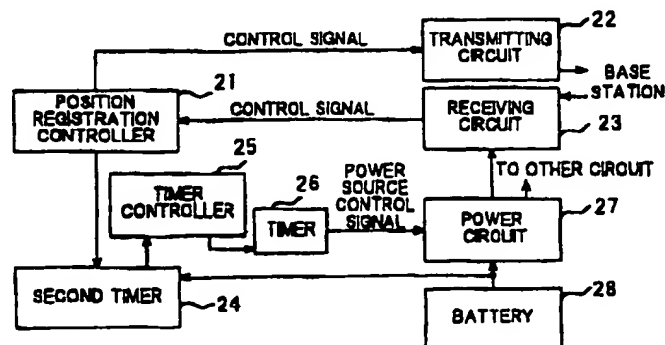 CONTROL SIGNAL
22
TRANSMITTING
CIRCUIT
21
BASE
STATION
POSITION
REGISTRATION
CONTROLLER
CONTROL SIGNAL
RECEIVING
CIRCUIT
23
25
TO OTHER CIRCUIT
TIMER
CONTROLLER
26
TIMER
POWER
SOURCE
CONTROL
SIGNAL
POWER
CIRCUIT
27
SECOND TIMER
24
BATTERY
28